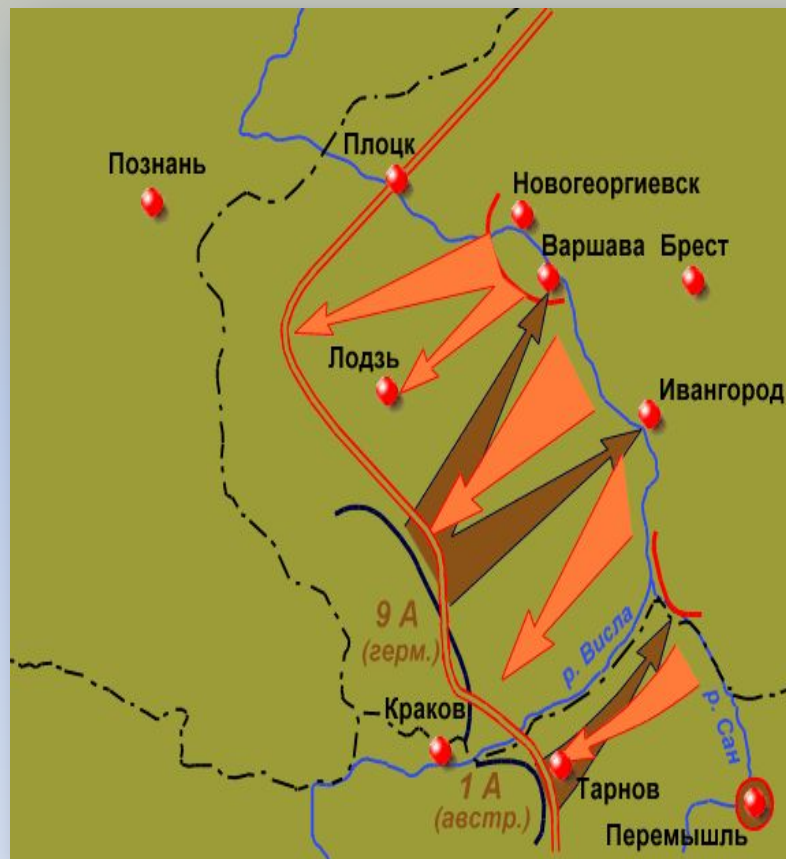 Плоцк
Познань
Новогеоргиевск
Варшава
Брест
Лодзь
Ивангород
9 А
(герм.)
р. Висла
Краков
р. Сан
1 А
(австр.)
Тарнов
Перемышль